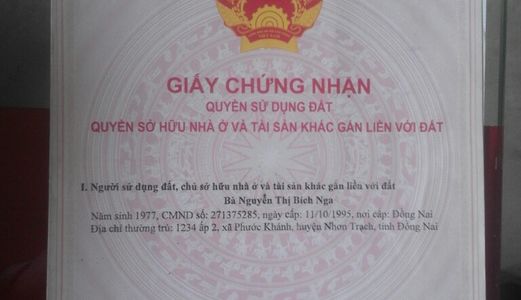 GIẤY CHỨNG NHẬN
QUYỀN SỬ DỤNG ĐẤT
QUYỀN SỞ HỮU NHÀ Ở VÀ TÀI SẢN KHÁC GẮN LIỀN VỚI ĐẤT
I. Người sử dụng đất, chủ sở hữu nhà ở và tài sản khác gắn liền với đất
Bà Nguyễn Thị Bích Nga
Năm sinh 1977, CMND số: 271375285, ngày cấp: 11/10/1995, nơi cấp: Đồng Nai
Địa chỉ thường trú: 1234 ấp 2, xã Phước Khánh, huyện Nhơn Trạch, tỉnh Đồng Nai